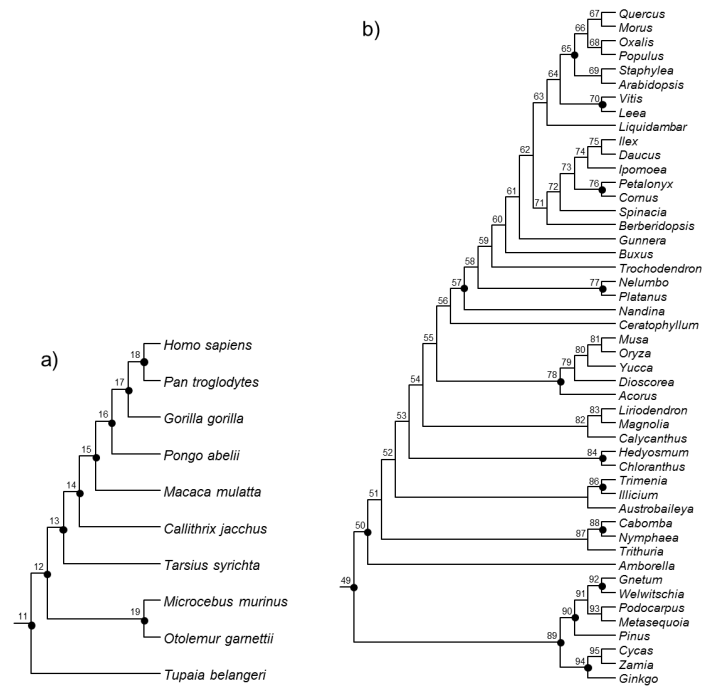 a)
18
Homo sapiens
17
Pan troglodytes
16
Gorilla gorilla
15
Pongo abelii
14
Macaca mulatta
13
Callithrix jacchus
12
Tarsius syrichta
19
Microcebus murinus
11
Otolemur garnettii
Tupaia belangeri
b)
67
Quercus
66
Morus
68
Oxalis
65
Populus
69
Staphylea
64
Arabidopsis
70
Vitis
63
Leea
Liquidambar
75
Ilex
74
Daucus
62
73
Ipomoea
76
Petalonyx
72
Cornus
61
71
Spinacia
Berberidopsis
60
Gunnera
59
Buxus
58
Trochodendron
57
77
Nelumbo
Platanus
56
Nandina
Ceratophyllum
55
81
Musa
80
Oryza
79
Yucca
78
Dioscorea
54
Acorus
83
Liriodendron
82
Magnolia
53
Calycanthus
84
Hedyosmum
52
Chloranthus
86
Trimenia
Illicium
51
Austrobaileya
88
Cabomba
50
87
Nymphaea
Trithuria
49
Amborella
92
Gnetum
91
Welwitschia
90
93
Podocarpus
Metasequoia
89
Pinus
95
Cycas
94
Zamia
Ginkgo